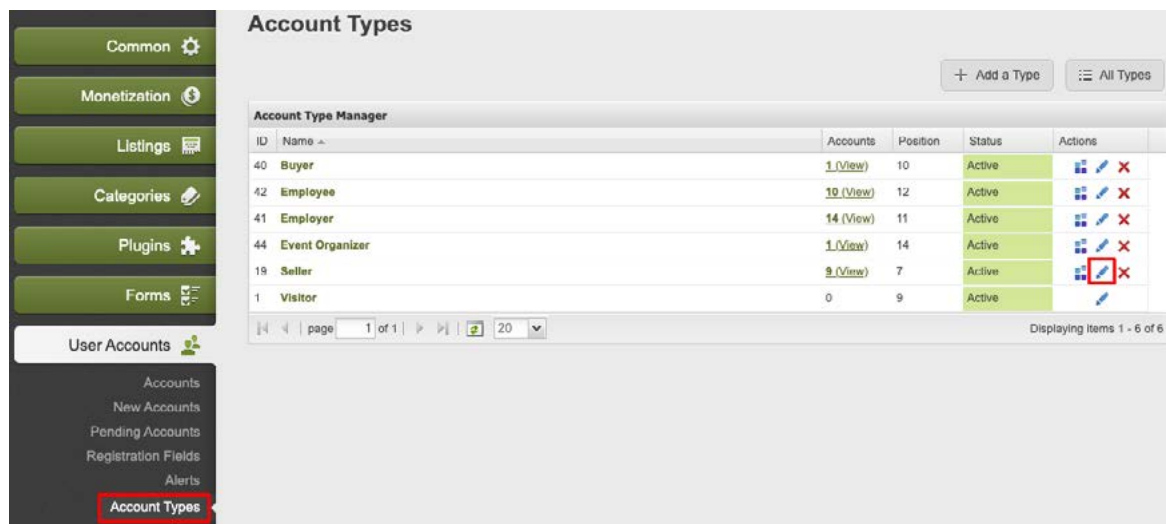 Account Types
Common
Monetization
Listings
Categories
Plugins
Forms
User Accounts
Accounts
New Accounts
Pending Accounts
Registration Fields
Alerts
Account Types
+ Add a Type
All Types
Account Type Manager
ID Name Accounts Position Status Actions
40 Buyer 1 (View) 10 Active
42 Employee 10 (View) 12 Active
41 Employer 14 (View) 11 Active
44 Event Organizer 1 (View) 14 Active
19 Seller 9 (View) 7 Active
1 Visitor 0 9 Active
page 1 of 1 20 Displaying items 1 - 6 of 6